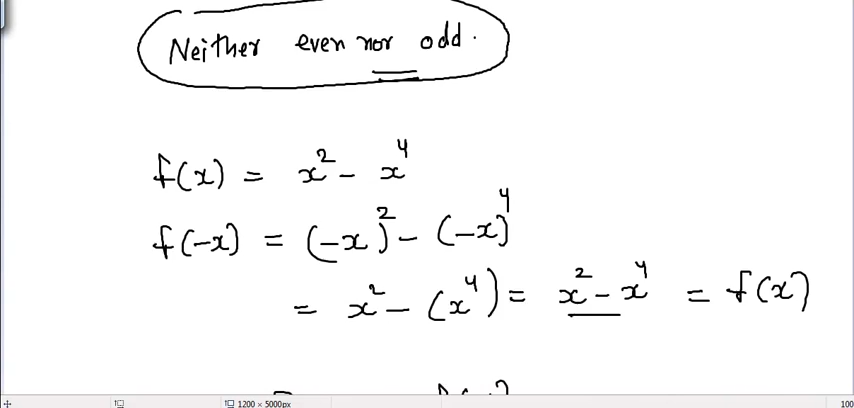 Neither even nor odd.
f(x) = x² - x⁴
f(-x) = (-x)² - (-x)⁴
= x² - (x⁴) = x² - x⁴ = f(x)
1200 × 5000px
100